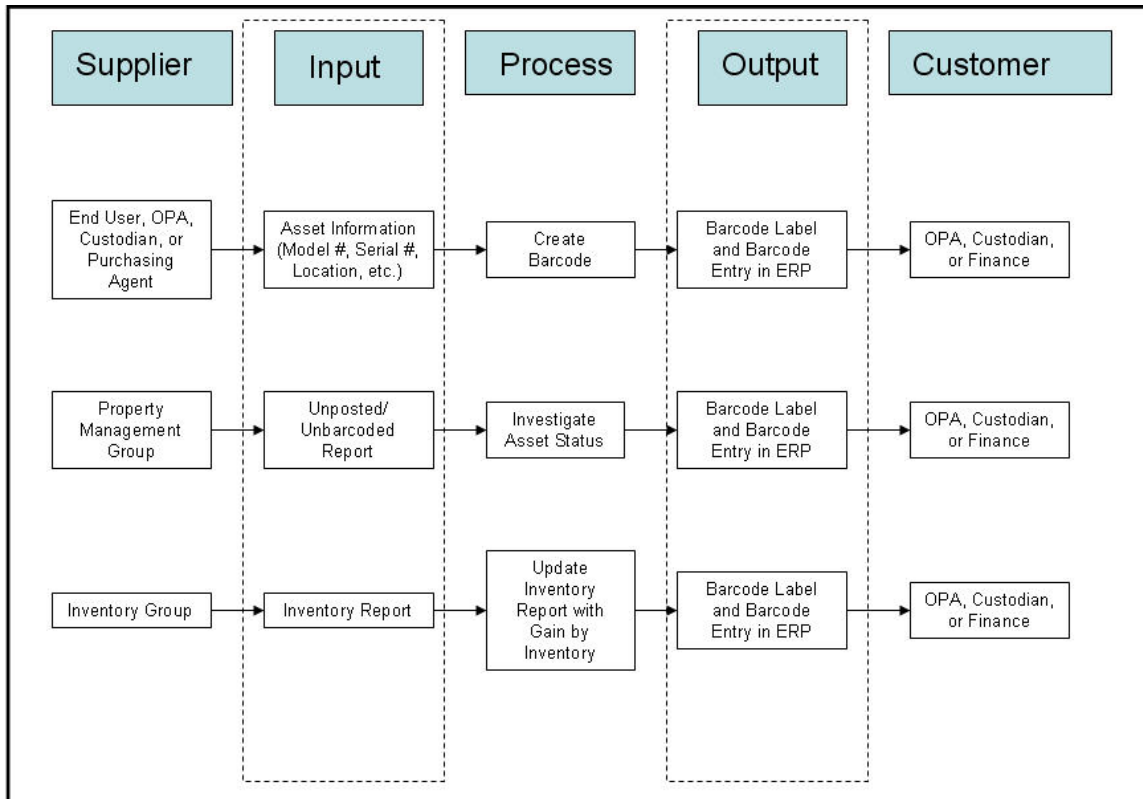 Supplier
Input
Process
Output
Customer
End User, OPA,
Custodian, or
Purchasing
Agent
Asset Information
(Model #, Serial #,
Location, etc.)
Create
Barcode
Barcode Label
and Barcode
Entry in ERP
OPA, Custodian,
or Finance
Property
Management
Group
Unposted/
Unbarcoded
Report
Investigate
Asset Status
Barcode Label
and Barcode
Entry in ERP
OPA, Custodian,
or Finance
Inventory Group
Inventory Report
Update
Inventory
Report with
Gain by
Inventory
Barcode Label
and Barcode
Entry in ERP
OPA, Custodian,
or Finance